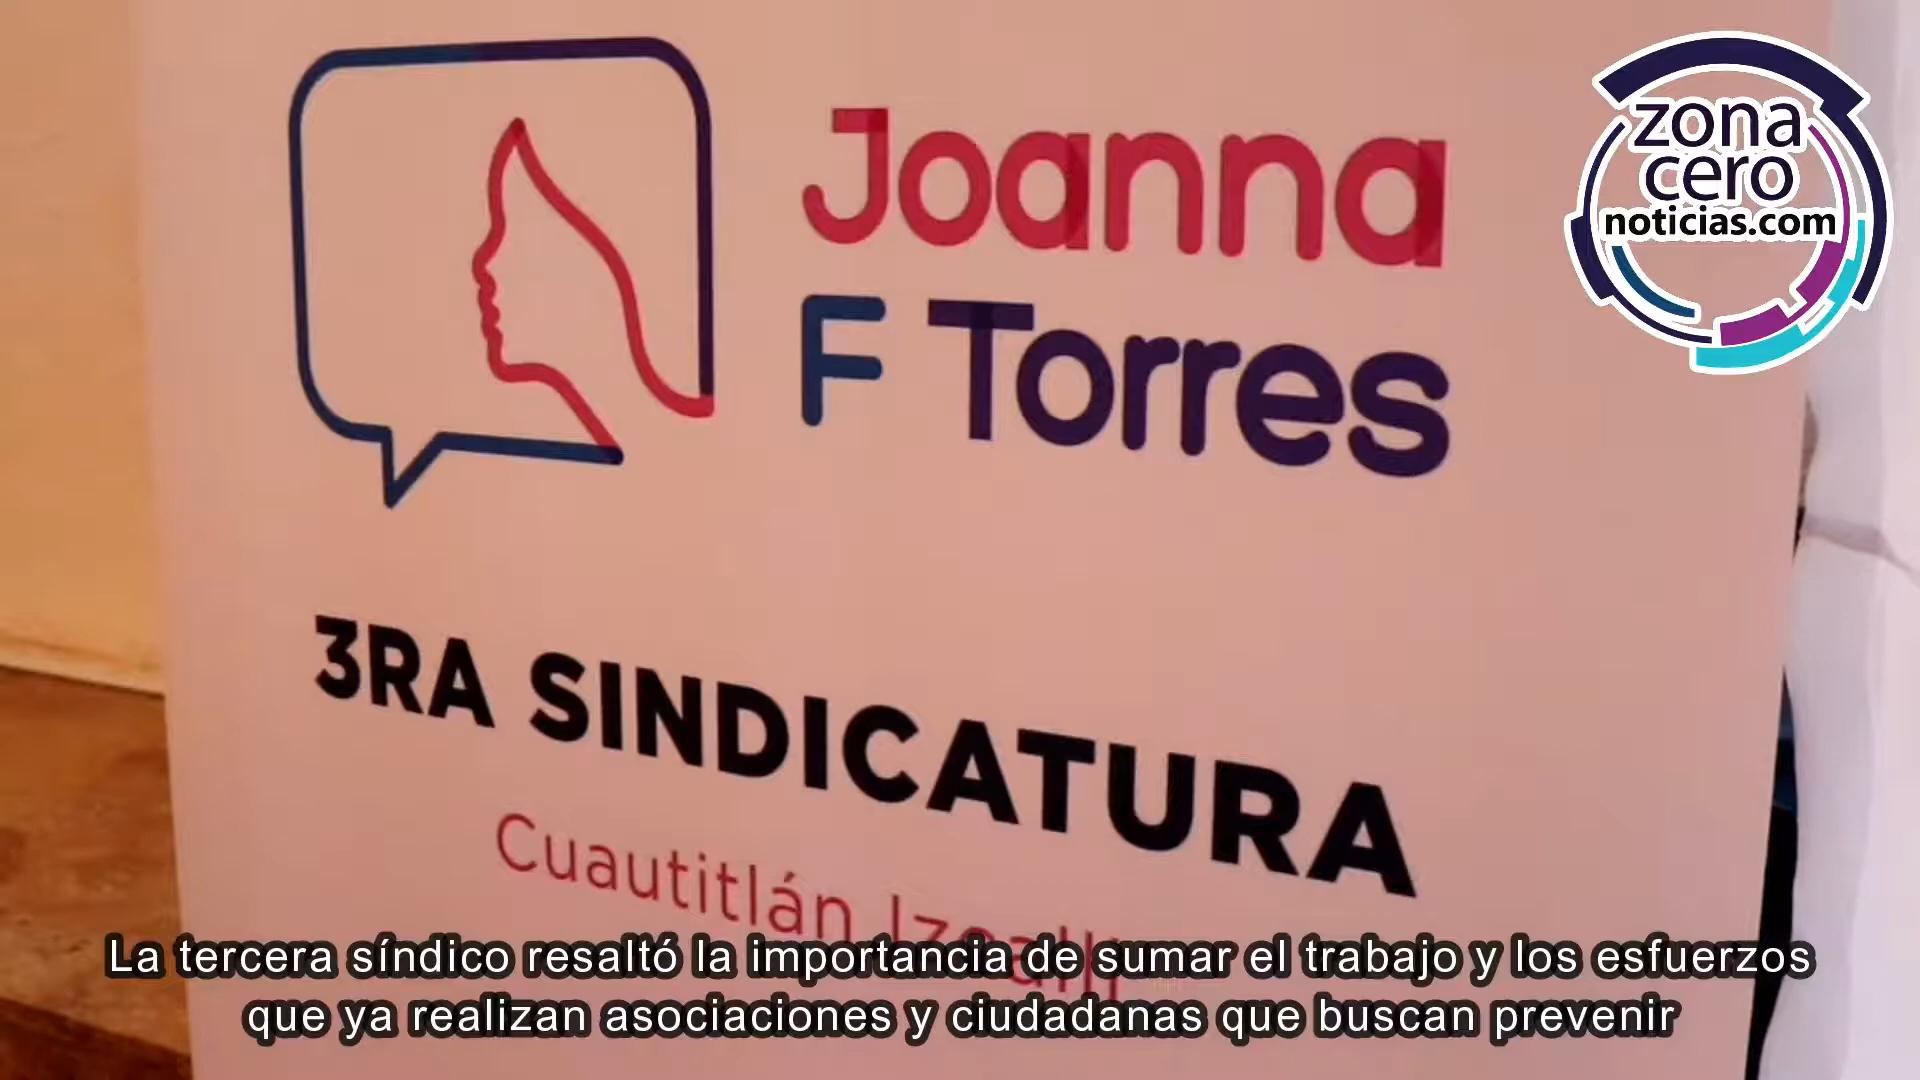 Joanna
F Torres
3RA SINDICATURA
Cuautitlán Izcalli
zona
cero
noticias.com
La tercera síndico resaltó la importancia de sumar el trabajo y los esfuerzos
que ya realizan asociaciones y ciudadanas que buscan prevenir